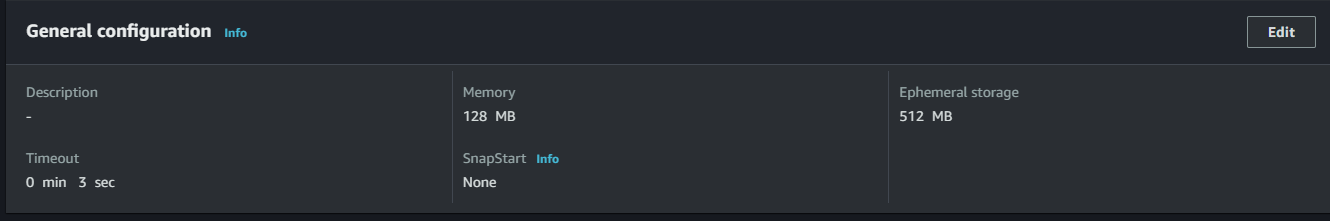 General configuration Info
Edit
Description
-
Memory
128 MB
Ephemeral storage
512 MB
Timeout
0 min 3 sec
SnapStart Info
None